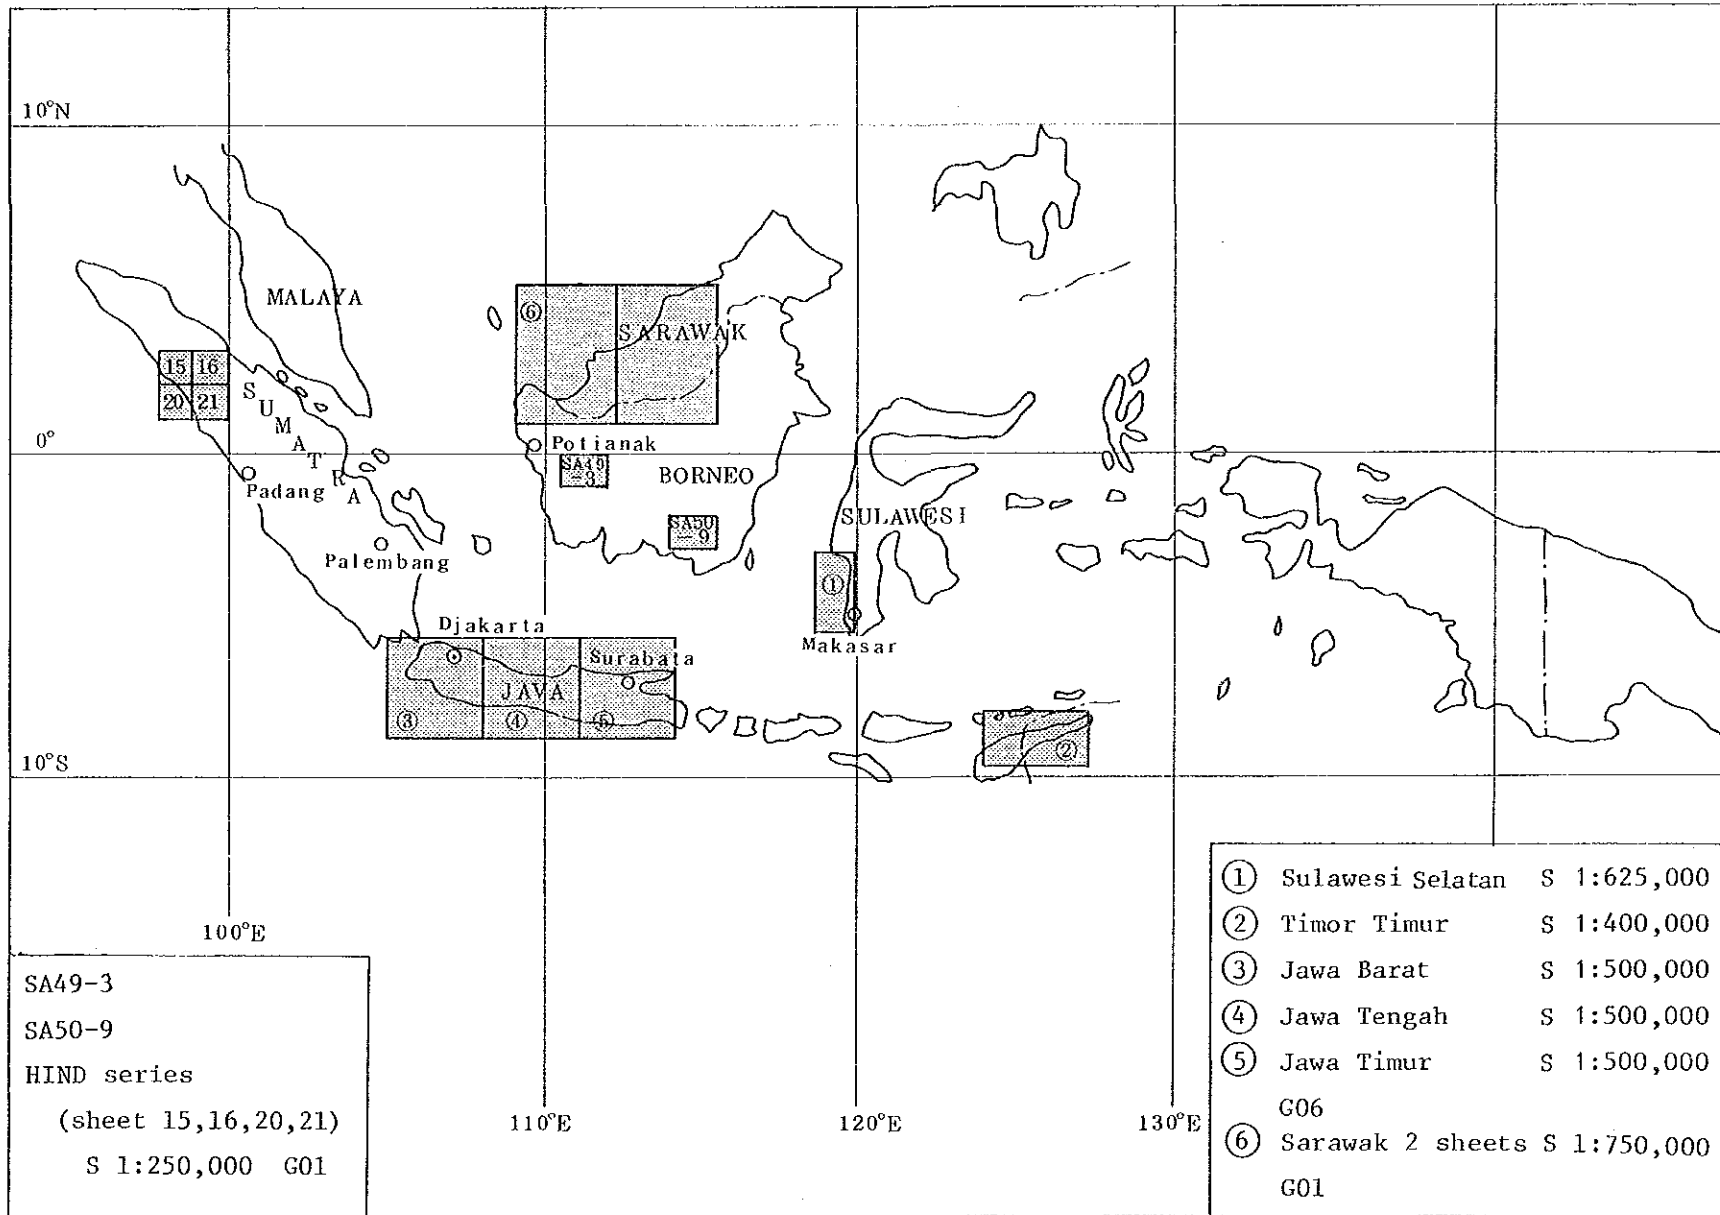 10°N
MALAYA
⑥
SARAWAK
15 16
20 21
SUMATRA
0°
Potianak
SA49
-3
BORNEO
Padang
SA50
-9
SULAWESI
Palembang
①
Djakarta
Makasar
Surabata
JAVA
③ ④ ⑤
②
10°S
100°E
110°E
120°E
130°E
SA49-3
SA50-9
HIND series
(sheet 15,16,20,21)
S 1:250,000 G01
① Sulawesi Selatan S 1:625,000
② Timor Timur S 1:400,000
③ Jawa Barat S 1:500,000
④ Jawa Tengah S 1:500,000
⑤ Jawa Timur S 1:500,000
G06
⑥ Sarawak 2 sheets S 1:750,000
G01